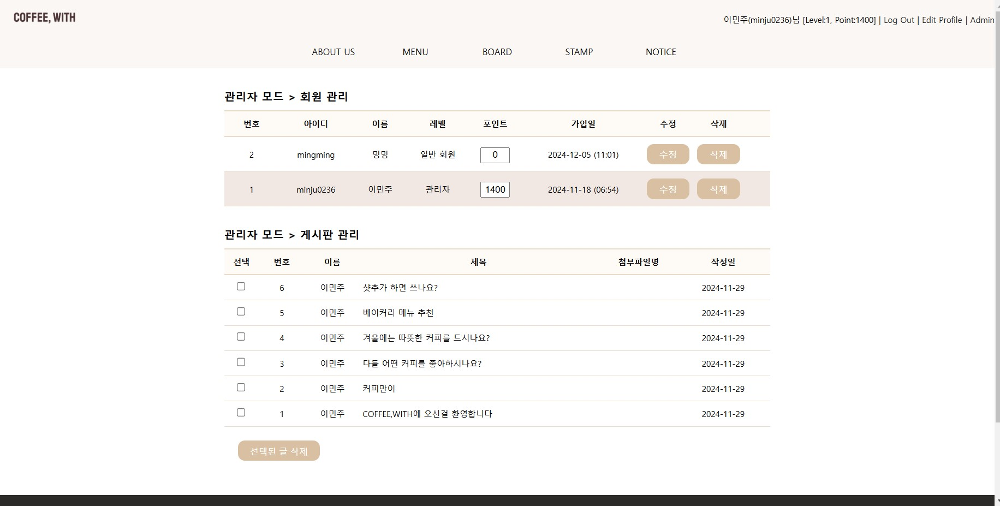 COFFEE, WITH
이민주(minju0236)님 [Level:1, Point:1400] | Log Out | Edit Profile | Admin
ABOUT US MENU BOARD STAMP NOTICE
관리자 모드 > 회원 관리
번호 아이디 이름 레벨 포인트 가입일 수정 삭제
2 mingming 밍밍 일반 회원 0 2024-12-05 (11:01) 수정 삭제
1 minju0236 이민주 관리자 1400 2024-11-18 (06:54) 수정 삭제
관리자 모드 > 게시판 관리
선택 번호 이름 제목 첨부파일명 작성일
6 이민주 샷추가 하면 쓰나요? 2024-11-29
5 이민주 베이커리 메뉴 추천 2024-11-29
4 이민주 겨울에는 따뜻한 커피를 드시나요? 2024-11-29
3 이민주 다들 어떤 커피를 좋아하시나요? 2024-11-29
2 이민주 커피만이 2024-11-29
1 이민주 COFFEE,WITH에 오신걸 환영합니다 2024-11-29
선택된 글 삭제